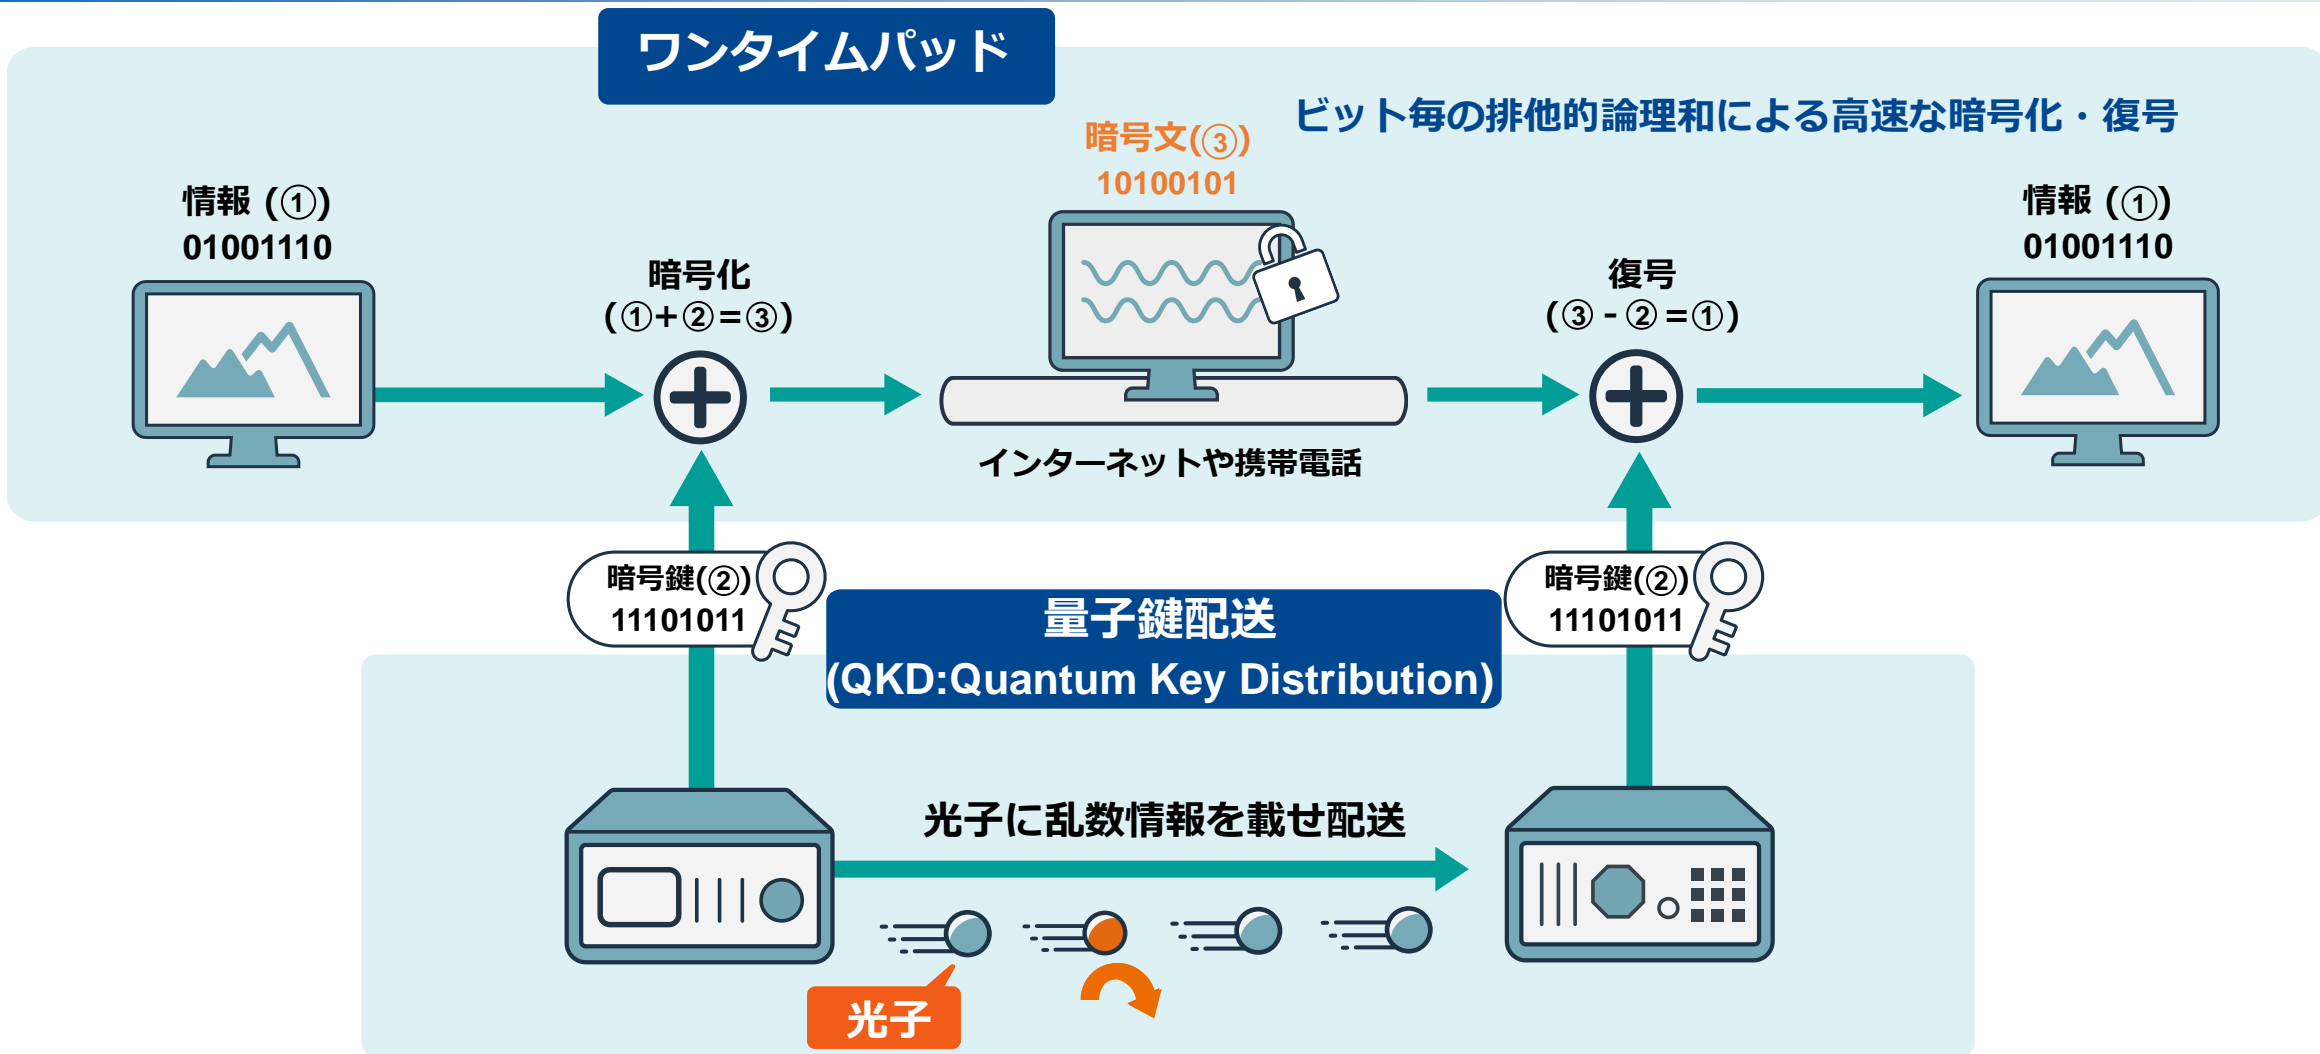 ワンタイムパッド
ビット毎の排他的論理和による高速な暗号化・復号
情報 (①)
01001110
暗号化
(①+②=③)
暗号文(③)
10100101
インターネットや携帯電話
復号
(③ - ②=①)
情報 (①)
01001110
暗号鍵(②)
11101011
量子鍵配送
(QKD:Quantum Key Distribution)
暗号鍵(②)
11101011
光子に乱数情報を載せ配送
光子